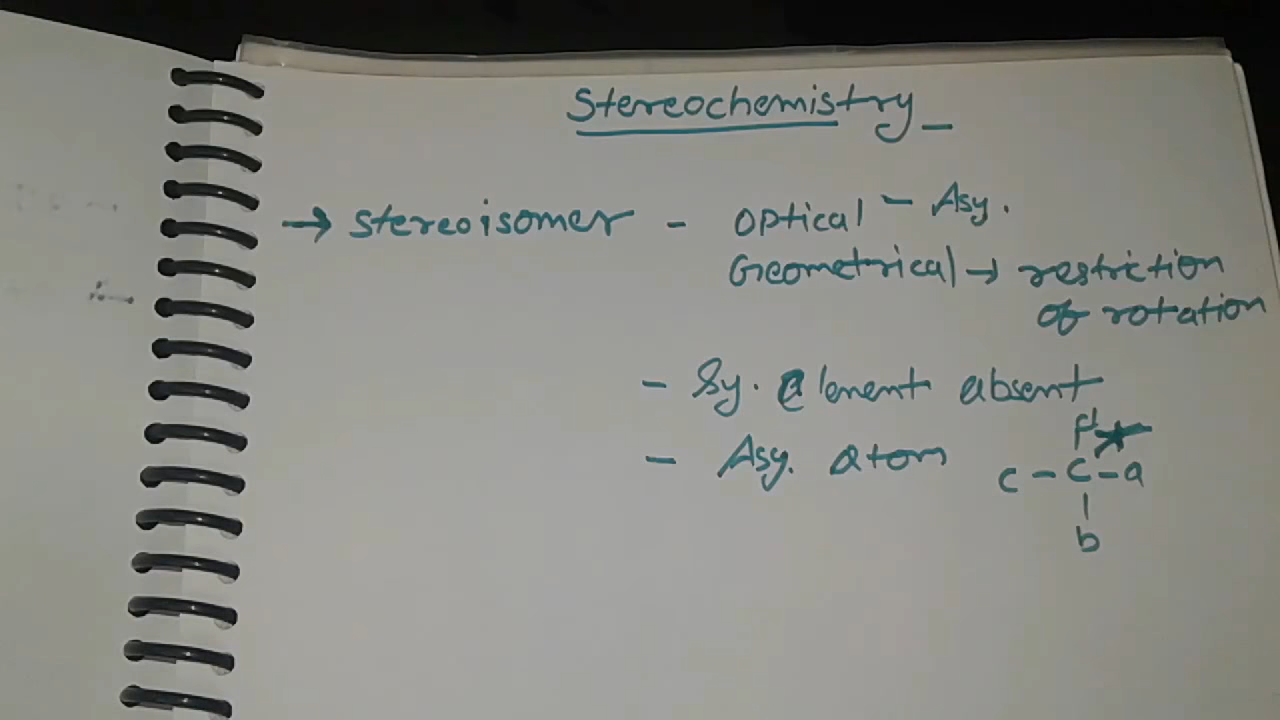 Stereochemistry
→ stereoisomer - optical - Asy.
Geometrical → restriction
of rotation
- Sy. element absent
- Asy. atom
c - C - a
b